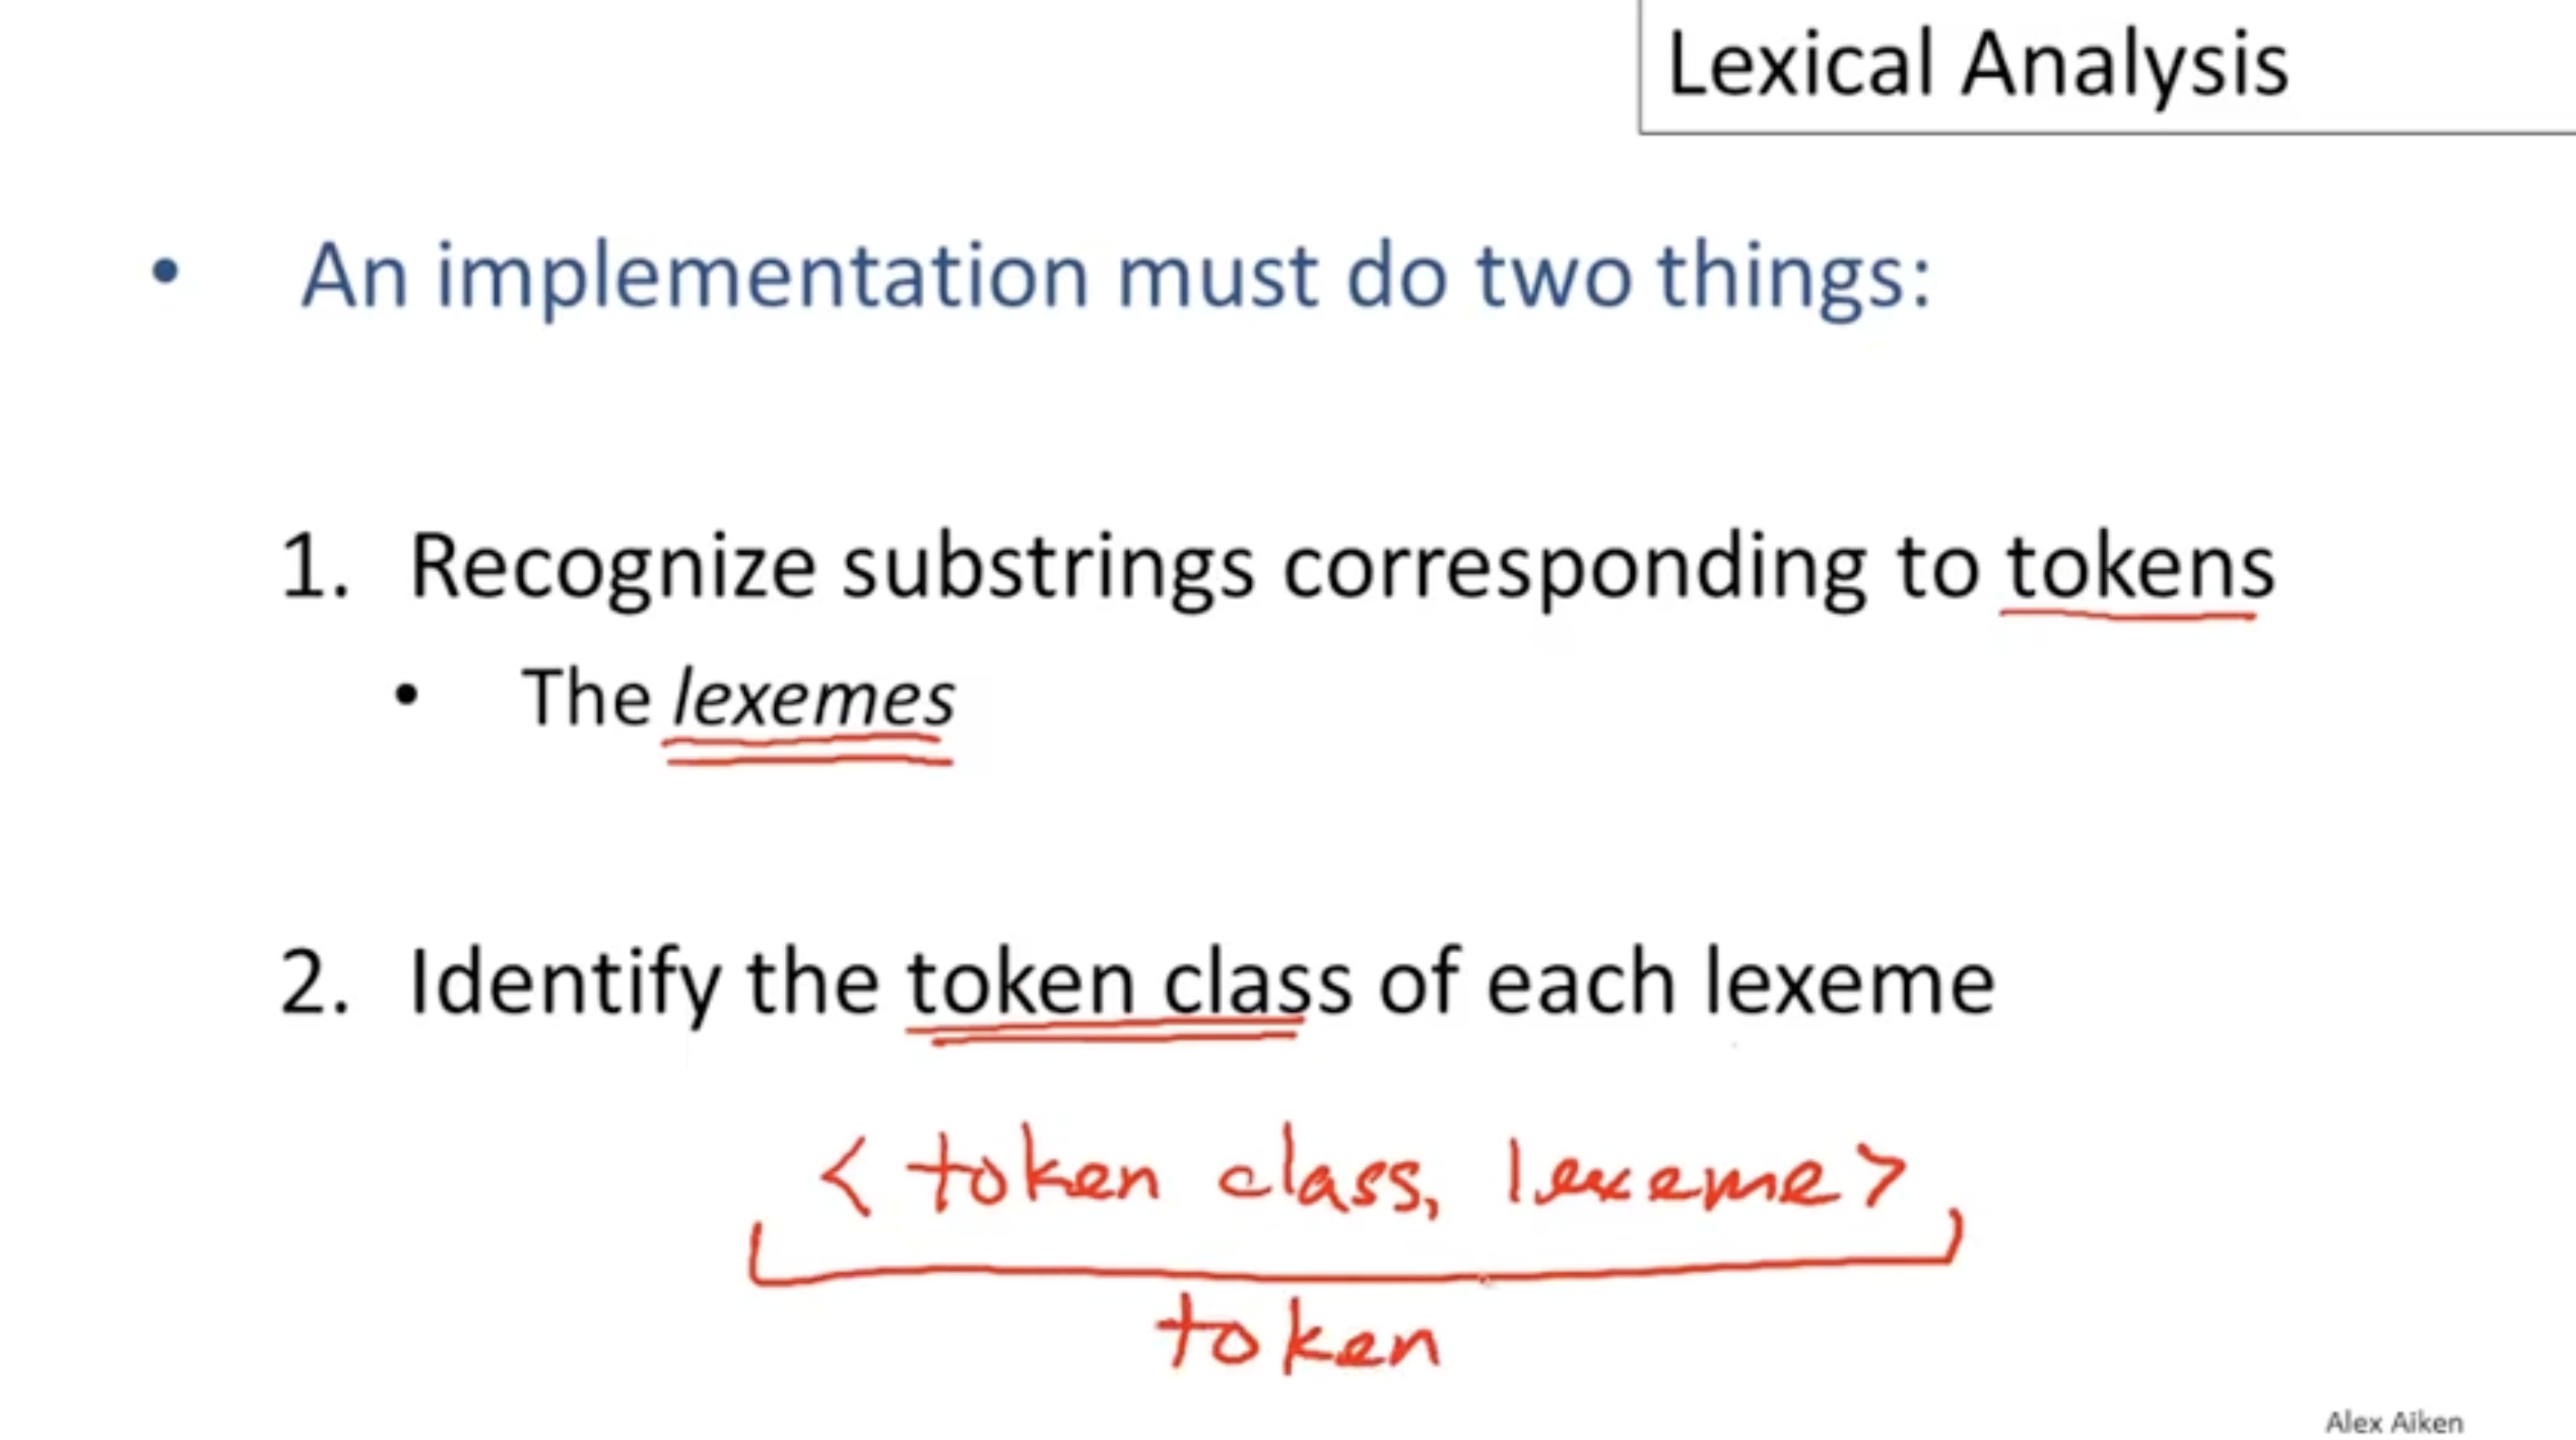 Lexical Analysis
• An implementation must do two things:
1. Recognize substrings corresponding to tokens
• The lexemes
2. Identify the token class of each lexeme
< token class, lexeme >
token
Alex Aiken